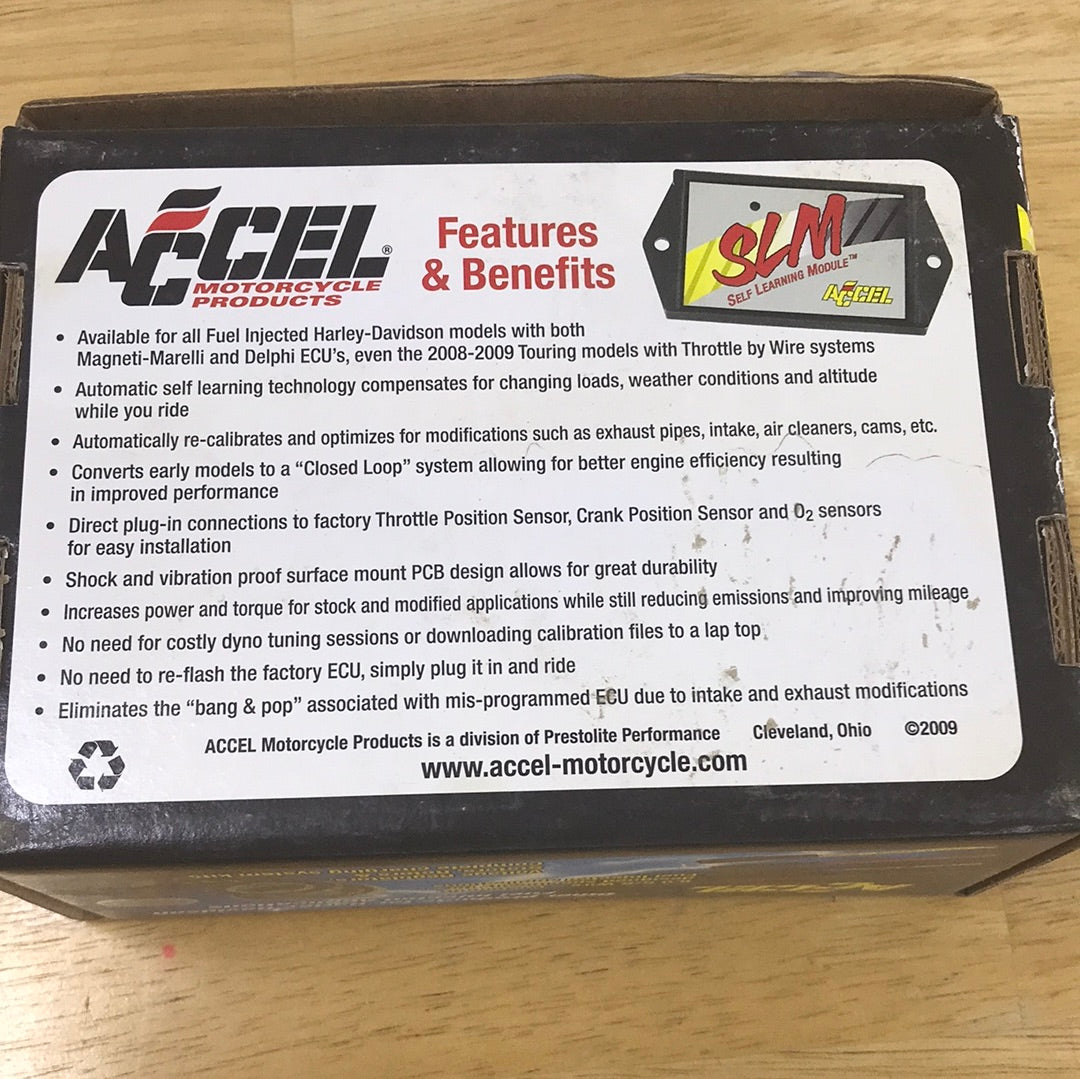 ACCEL®
MOTORCYCLE
PRODUCTS
Features
& Benefits
SLM
SELF LEARNING MODULE™
ACCEL
• Available for all Fuel Injected Harley-Davidson models with both
Magneti-Marelli and Delphi ECU's, even the 2008-2009 Touring models with Throttle by Wire systems
• Automatic self learning technology compensates for changing loads, weather conditions and altitude
while you ride
• Automatically re-calibrates and optimizes for modifications such as exhaust pipes, intake, air cleaners, cams, etc.
• Converts early models to a “Closed Loop” system allowing for better engine efficiency resulting
in improved performance
• Direct plug-in connections to factory Throttle Position Sensor, Crank Position Sensor and O₂ sensors
for easy installation
• Shock and vibration proof surface mount PCB design allows for great durability
• Increases power and torque for stock and modified applications while still reducing emissions and improving mileage
• No need for costly dyno tuning sessions or downloading calibration files to a lap top.
• No need to re-flash the factory ECU, simply plug it in and ride
• Eliminates the “bang & pop” associated with mis-programmed ECU due to intake and exhaust modifications
ACCEL Motorcycle Products is a division of Prestolite Performance Cleveland, Ohio ©2009
www.accel-motorcycle.com